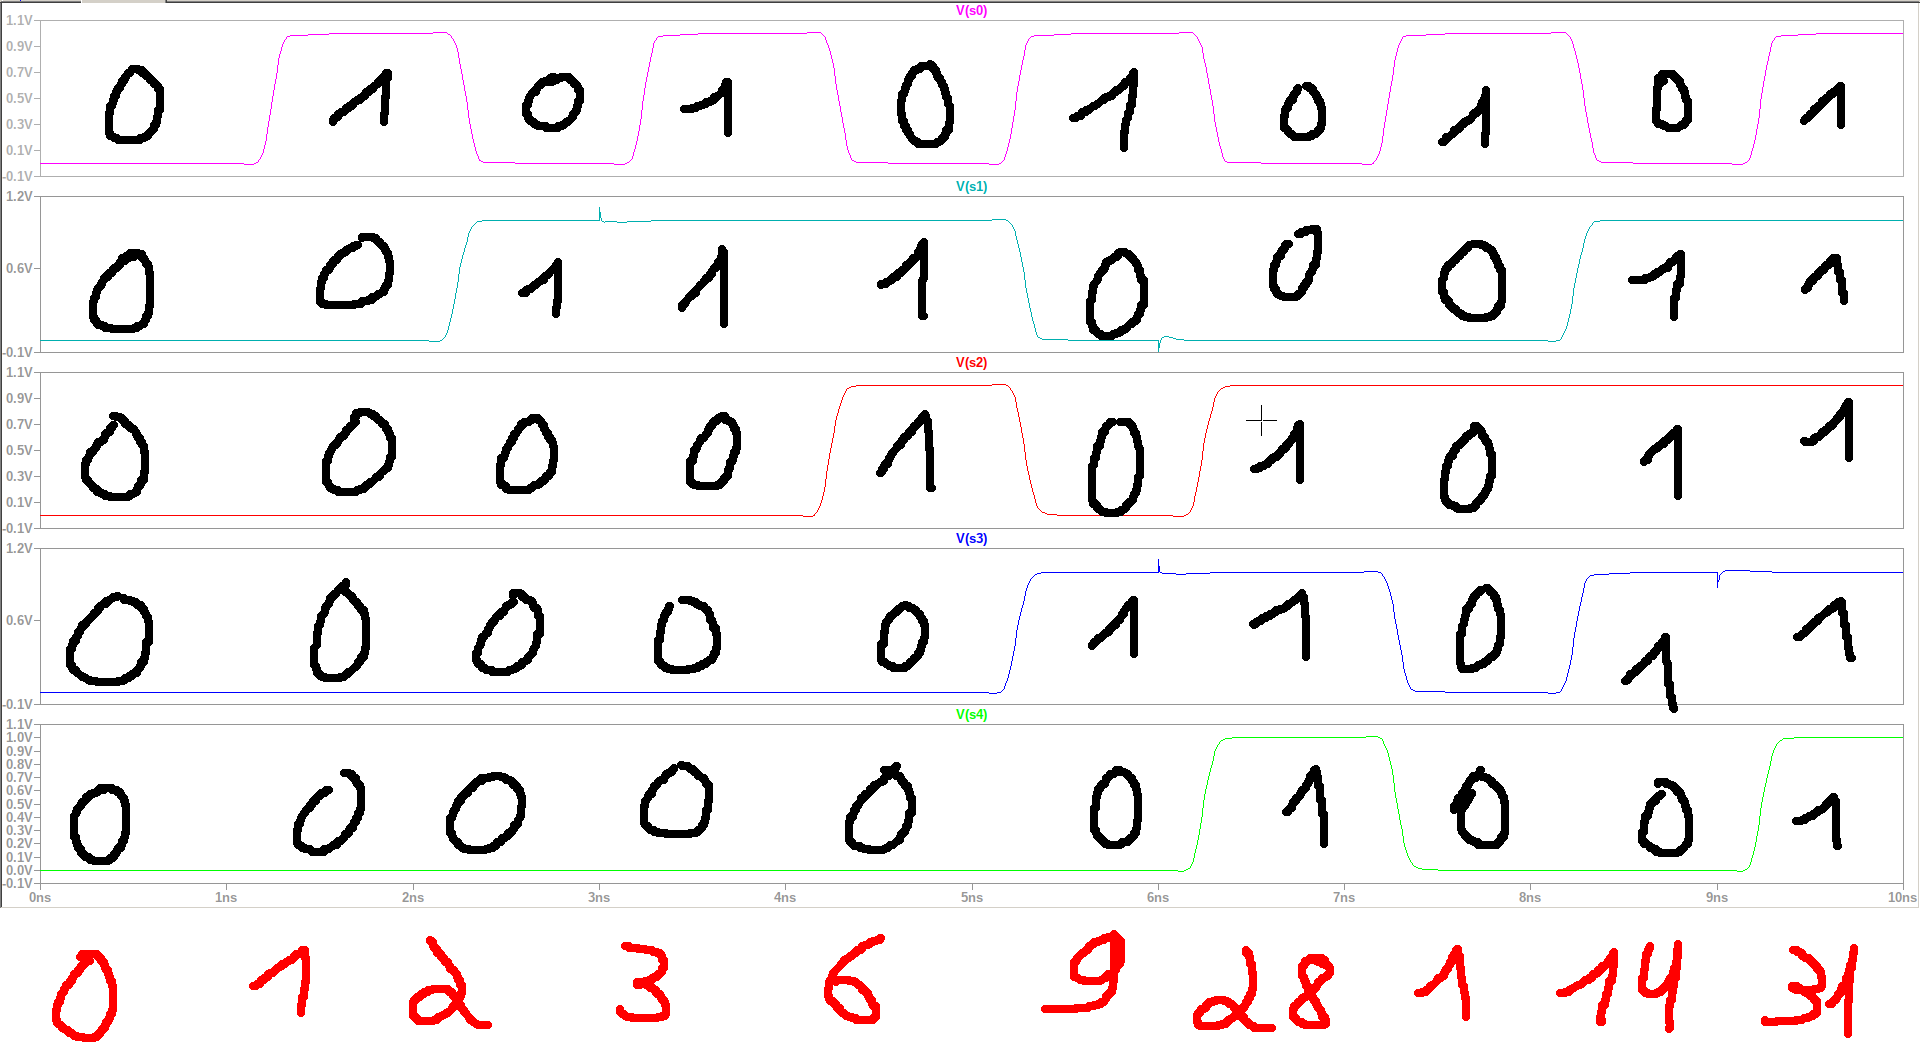 V(s0)
1.1V
0.9V
0.7V
0.5V
0.3V
0.1V
-0.1V
0 1 0 1 0 1 0 1 0 1
V(s1)
1.2V
0.6V
-0.1V
0 0 1 1 1 0 0 0 1 1
V(s2)
1.1V
0.9V
0.7V
0.5V
0.3V
0.1V
-0.1V
0 0 0 0 1 0 1 0 1 1
V(s3)
1.2V
0.6V
-0.1V
0 0 0 0 0 1 1 0 1 1
V(s4)
1.1V
1.0V
0.9V
0.8V
0.7V
0.6V
0.5V
0.4V
0.3V
0.2V
0.1V
0.0V
-0.1V
0 0 0 0 0 0 1 0 0 1
0ns 1ns 2ns 3ns 4ns 5ns 6ns 7ns 8ns 9ns 10ns
0 1 2 3 6 9 28 1 14 31